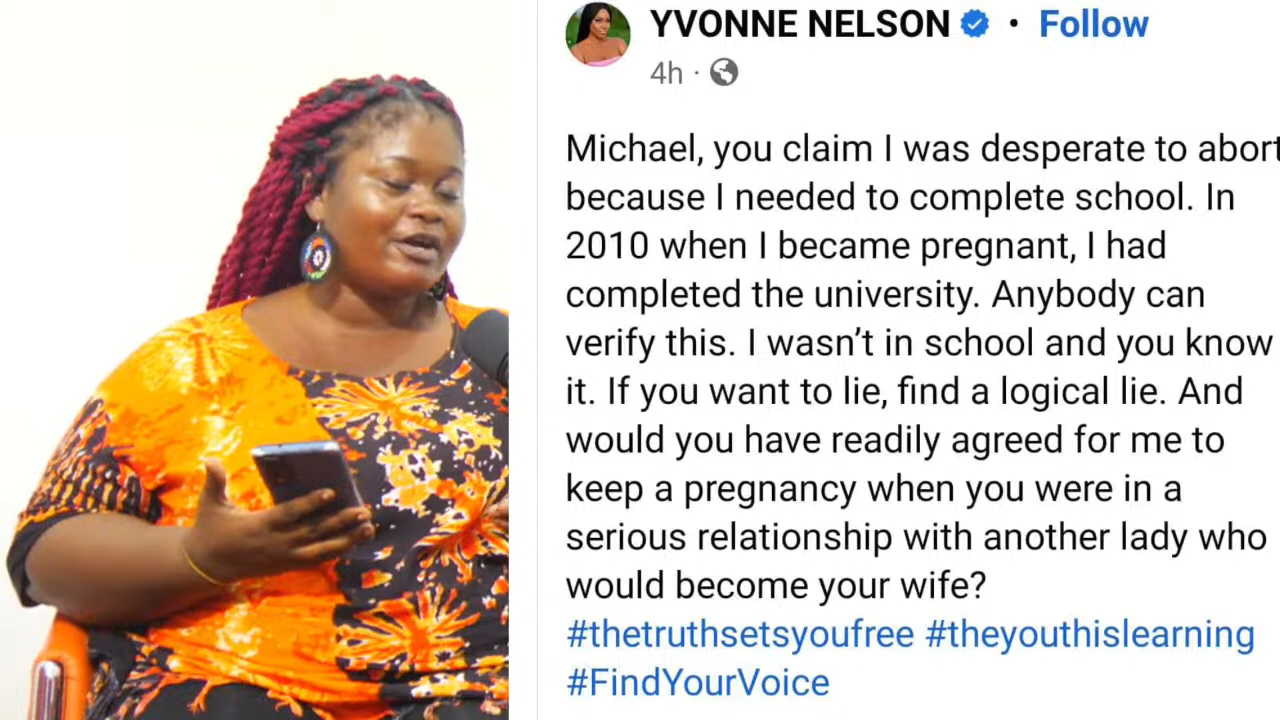 YVONNE NELSON • Follow
4h ·
Michael, you claim I was desperate to abort
because I needed to complete school. In
2010 when I became pregnant, I had
completed the university. Anybody can
verify this. I wasn’t in school and you know
it. If you want to lie, find a logical lie. And
would you have readily agreed for me to
keep a pregnancy when you were in a
serious relationship with another lady who
would become your wife?
#thetruthsetsyoufree #theyouthislearning
#FindYourVoice